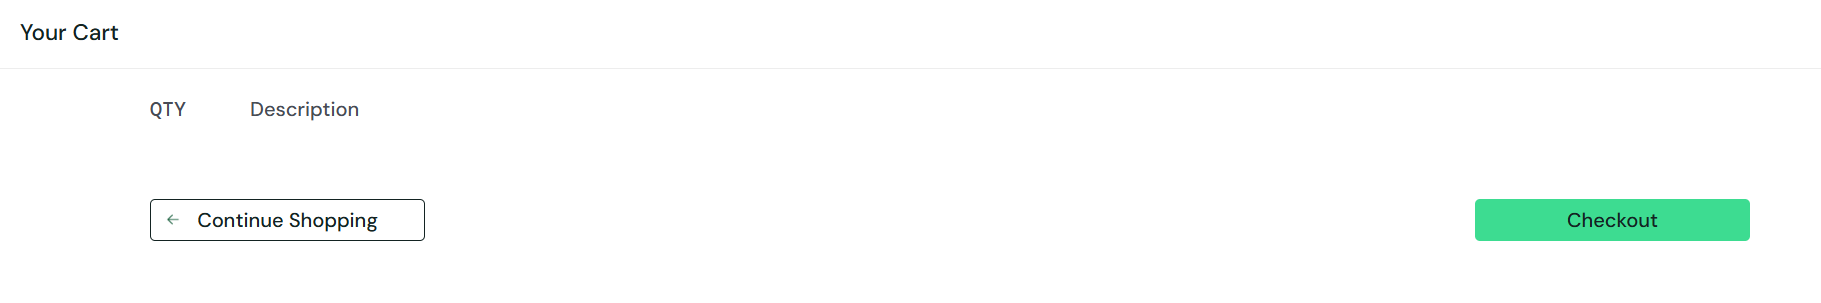 Your Cart
QTY Description
← Continue Shopping Checkout